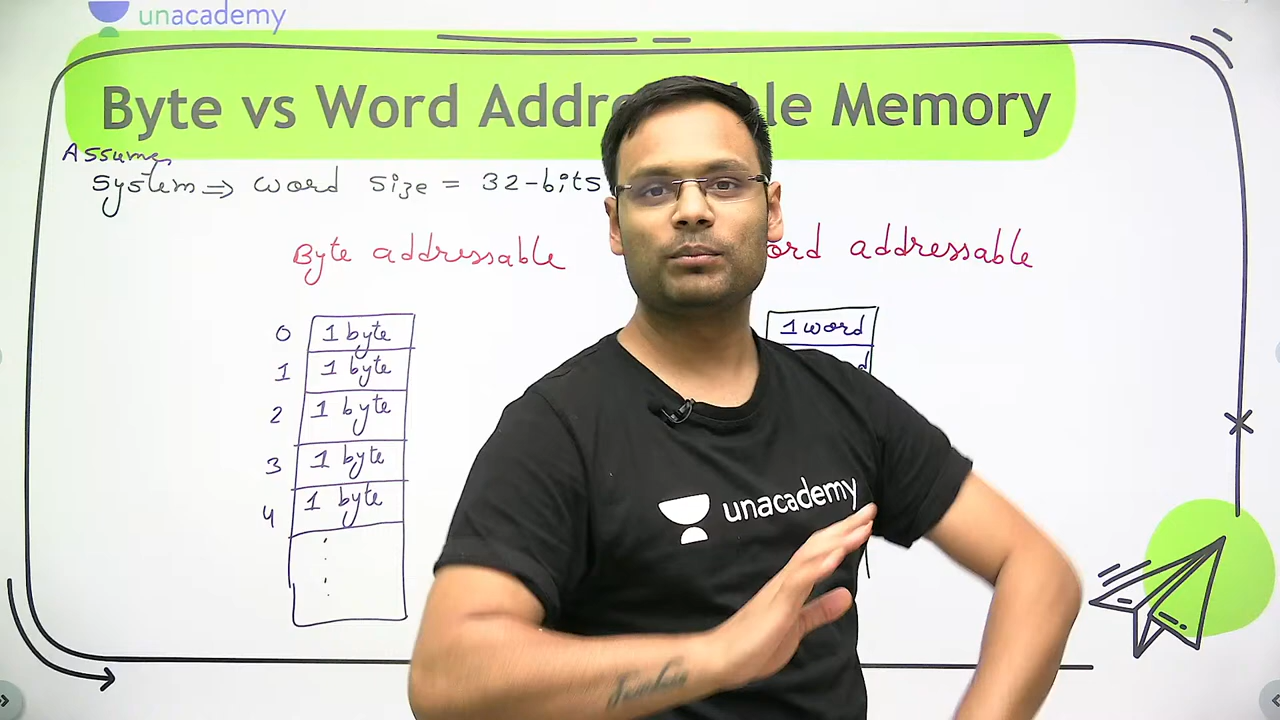 unacademy
Byte vs Word Addr le Memory
Assume,
System ⇒ word size = 32-bits
Byte addressable
ord addressable
0 1 byte
1 1 byte
2 1 byte
3 1 byte
4 1 byte
1 word
unacademy